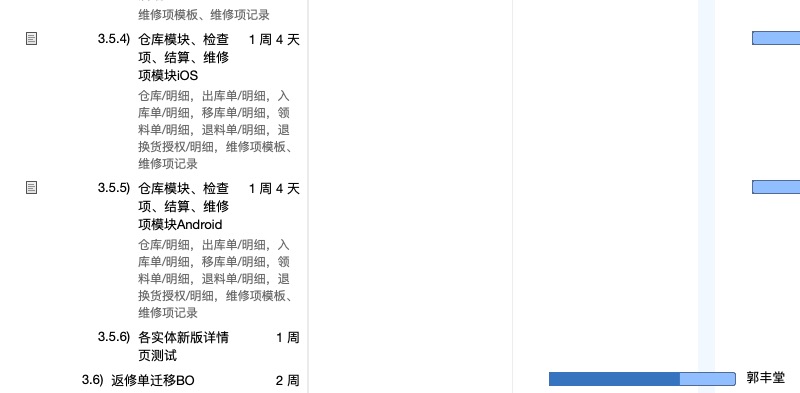 维修项模板、维修项记录
3.5.4) 仓库模块、检查 1 周 4 天
项、结算、维修
项模块iOS
仓库/明细，出库单/明细，入
库单/明细，移库单/明细，领
料单/明细，退料单/明细，退
换货授权/明细，维修项模板、
维修项记录
3.5.5) 仓库模块、检查 1 周 4 天
项、结算、维修
项模块Android
仓库/明细，出库单/明细，入
库单/明细，移库单/明细，领
料单/明细，退料单/明细，退
换货授权/明细，维修项模板、
维修项记录
3.5.6) 各实体新版详情 1 周
页测试
3.6) 返修单迁移BO 2 周 郭丰堂